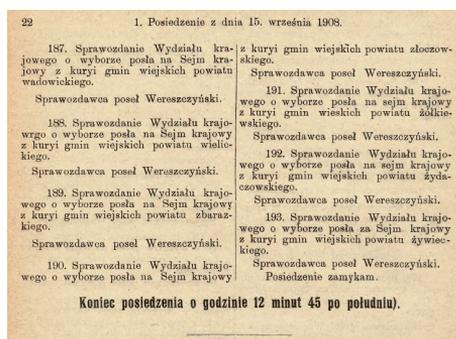 22
1. Posiedzenie z dnia 15. września 1908.
187. Sprawozdanie Wydziału kra-
jowego o wyborze posła na Sejm kra-
jowy z kuryi gmin wiejskich powiatu
wadowickiego.
Sprawozdawca poseł Wereszczyński.
188. Sprawozdanie Wydziału krajo-
wrgo o wyborze posła na Sejm krajowy
z kuryi gmin wiejskich powiatu wielic-
kiego.
Sprawozdawca poseł Wereszczyński.
189. Sprawozdanie Wydziału krajo-
wego o wyborze posła na Sejm krajowy
z kuryi gmin wiejskich powiatu zbaraz-
kiego.
Sprawozdawca poseł Wereszczyński.
190. Sprawozdanie Wydziału krajo-
wego o wyborze posła na Sejm krajowy
z kuryi gmin wiejskich powiatu złoczow-
skiego.
Sprawozdawca poseł Wereszczyński.
191. Sprawozdanie Wydziału krajo-
wego o wyborze posła na sejm krajowy
z kuryi gmin wieskich powiatu żółkie-
wskiego.
Sprawozdawca poseł Wereszczyński.
192. Sprawozdanie Wydziału krajo-
wego o wyborze posła na sejm krajowy
z kuryi gmin wiejskich powiatu żyda-
czowskiego.
Sprawozdawca poseł Wereszczyński.
193. Sprawozdanie Wydziału krajo-
wego o wyborze posła za Sejm krajowy
z kuryi gmin wiejskich powiatu żywiec-
kiego.
Sprawozdawca poseł Wereszczyński.
Posiedzenie zamykam.
Koniec posiedzenia o godzinie 12 minut 45 po południu).